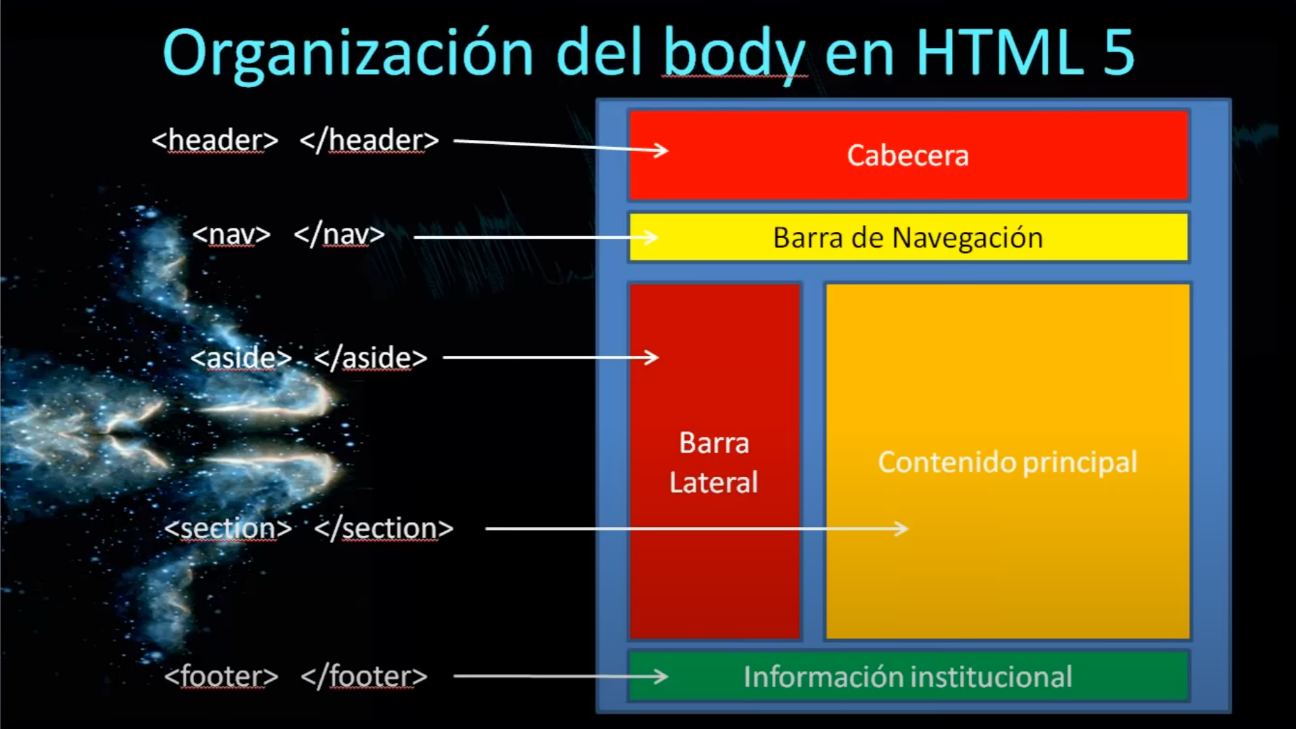 Organización del body en HTML 5
<header> </header>
Cabecera
<nav> </nav>
Barra de Navegación
<aside> </aside>
Barra
Lateral
Contenido principal
<section> </section>
<footer> </footer>
Información institucional